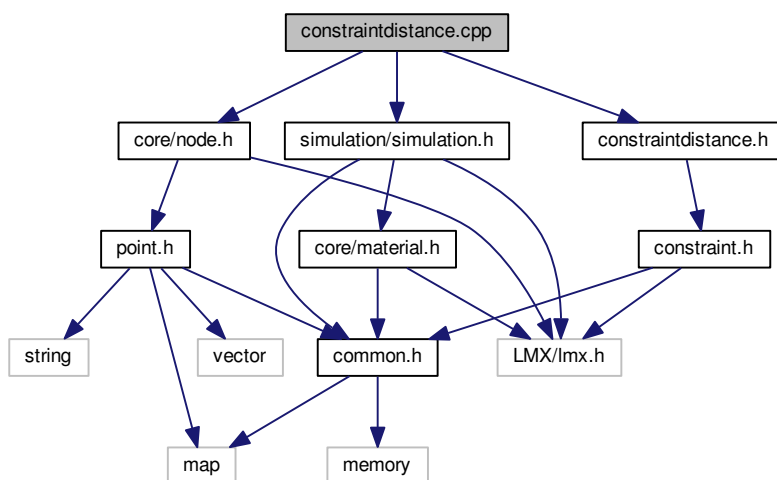 constraintdistance.cpp
core/node.h
simulation/simulation.h
constraintdistance.h
point.h
core/material.h
constraint.h
string
vector
common.h
LMX/lmx.h
map
memory